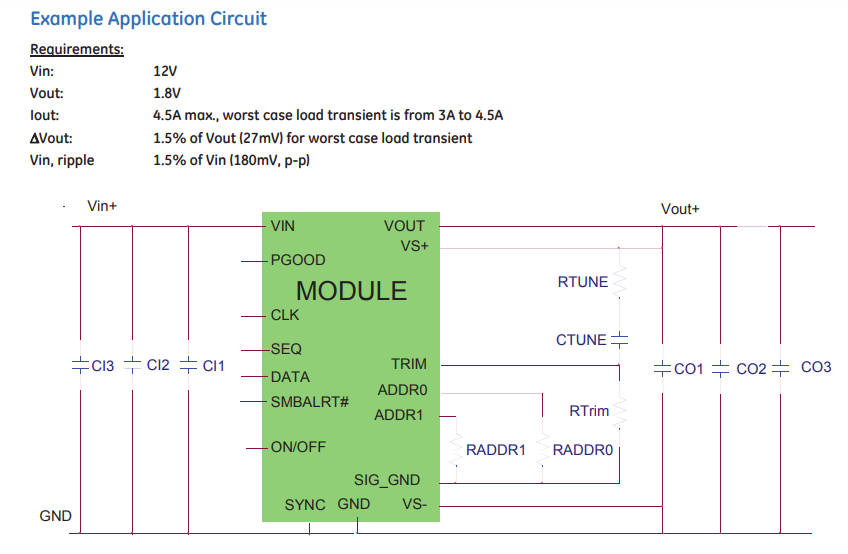 Example Application Circuit
Requirements:
Vin: 12V
Vout: 1.8V
Iout: 4.5A max., worst case load transient is from 3A to 4.5A
ΔVout: 1.5% of Vout (27mV) for worst case load transient
Vin, ripple 1.5% of Vin (180mV, p-p)
Vin+ Vout+
VIN VOUT
VS+
PGOOD
RTUNE
MODULE
CLK
CTUNE
SEQ
CI3 CI2 CI1 TRIM CO1 CO2 CO3
DATA
ADDR0
SMBALRT#
ADDR1 RTrim
ON/OFF RADDR1 RADDR0
SIG_GND
SYNC GND VS-
GND